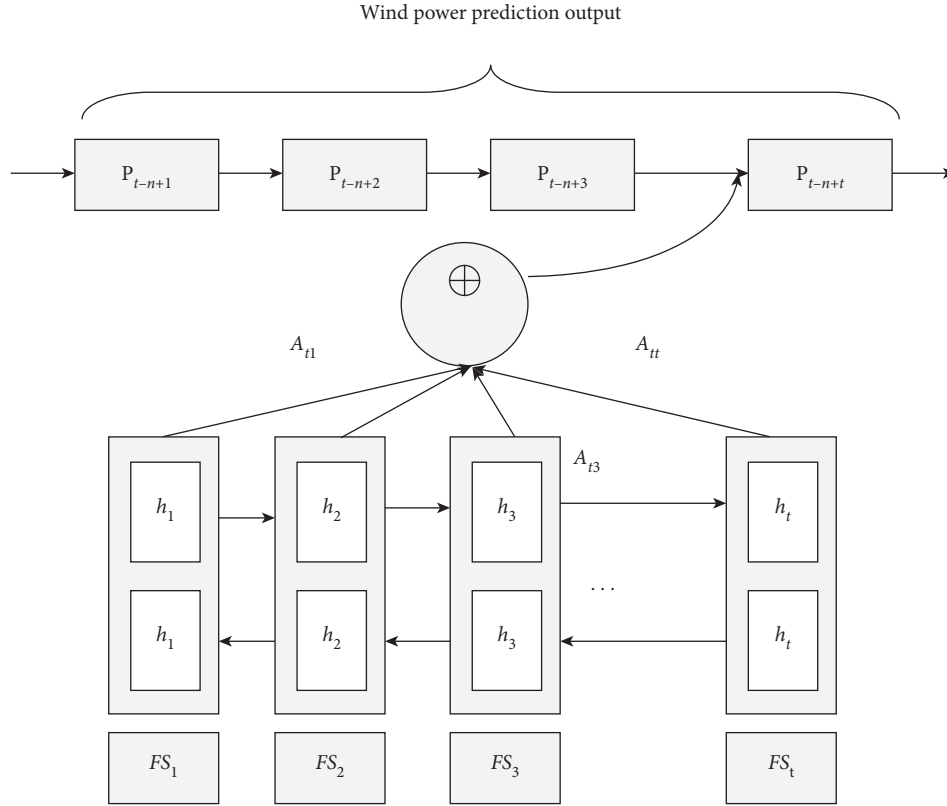 Wind power prediction output
P_{t–n+1} P_{t–n+2} P_{t–n+3} P_{t–n+t}
A_{t1} A_{tt}
A_{t3}
h_1 h_2 h_3 h_t
. . .
h_1 h_2 h_3 h_t
FS_1 FS_2 FS_3 FS_t